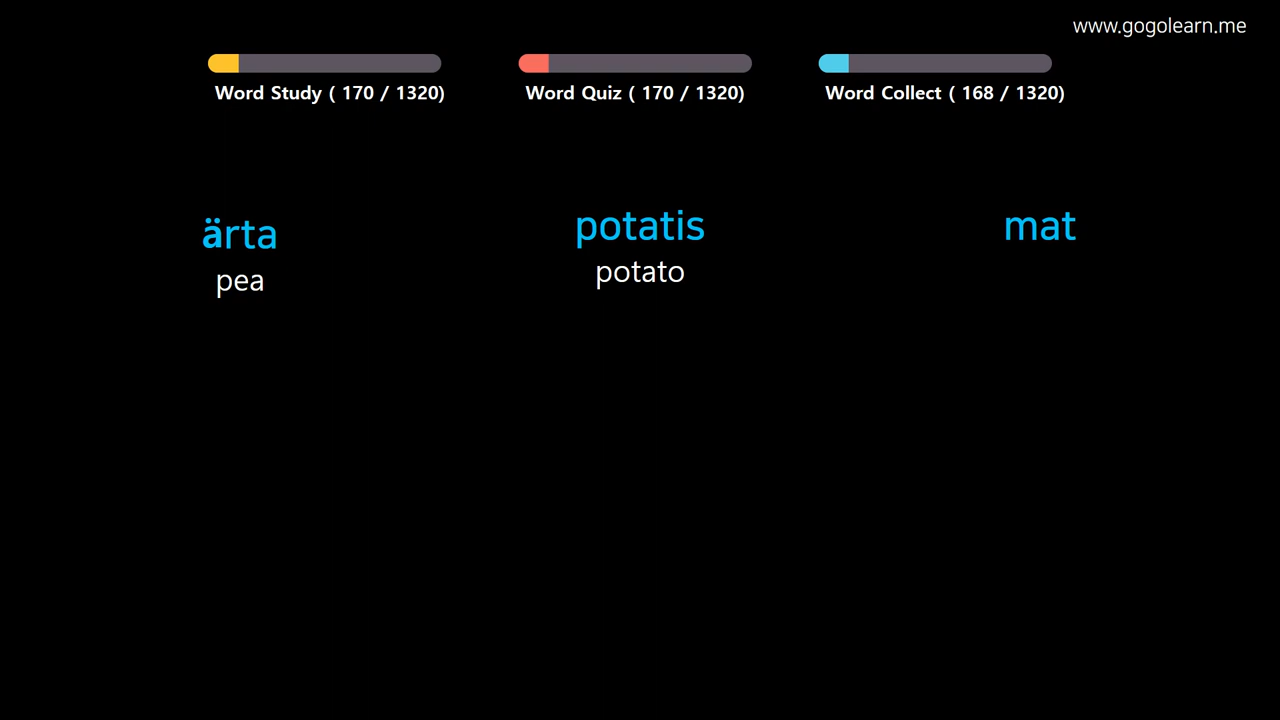 www.gogolearn.me
Word Study ( 170 / 1320)
Word Quiz ( 170 / 1320)
Word Collect ( 168 / 1320)
ärta
potatis
mat
pea
potato